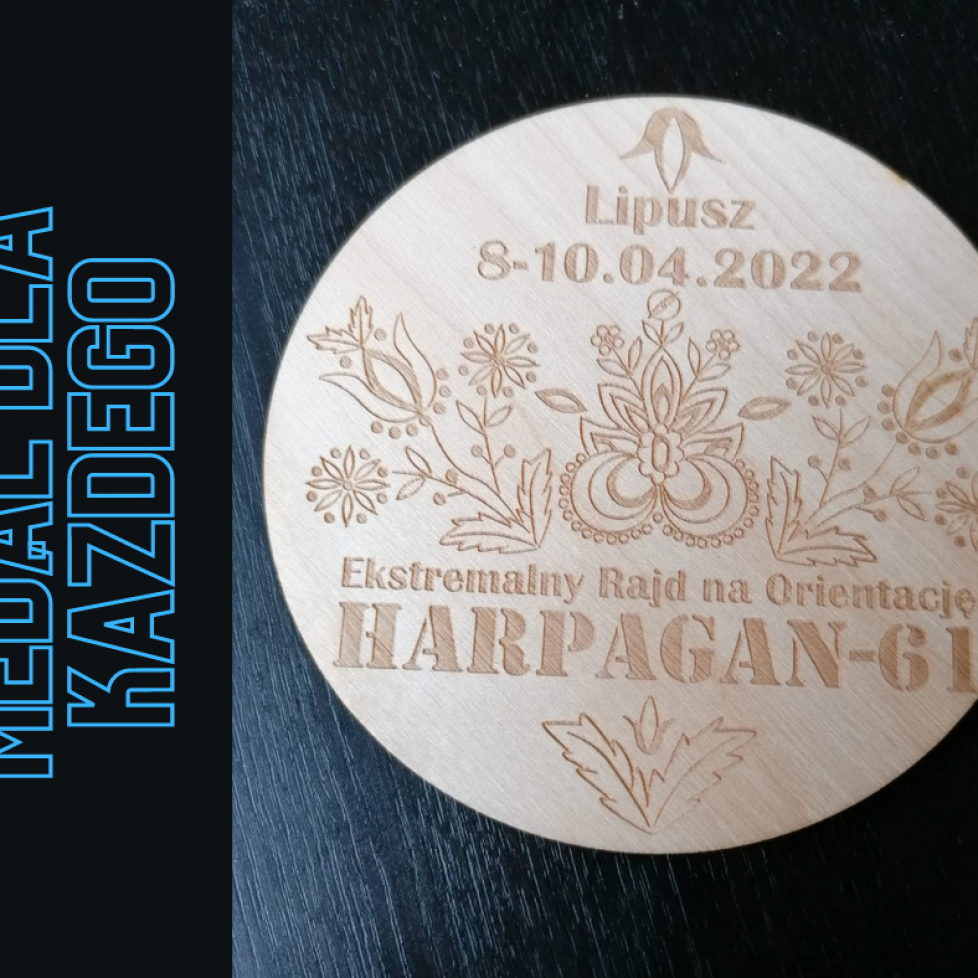 MEDAL DLA
KAZDEGO
Lipusz
8-10.04.2022
Ekstremalny Rajd na Orientację
HARPAGAN-61